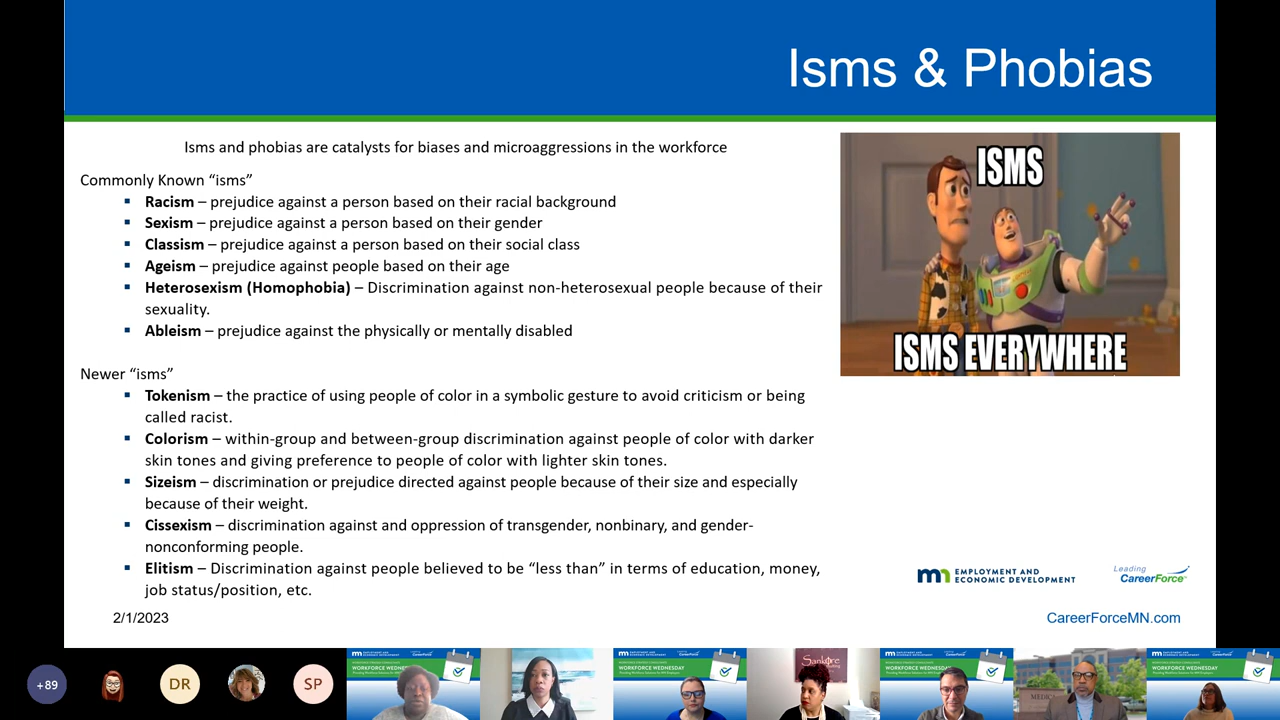 Isms & Phobias
Isms and phobias are catalysts for biases and microaggressions in the workforce
Commonly Known “isms”
▪ Racism – prejudice against a person based on their racial background
▪ Sexism – prejudice against a person based on their gender
▪ Classism – prejudice against a person based on their social class
▪ Ageism – prejudice against people based on their age
▪ Heterosexism (Homophobia) – Discrimination against non-heterosexual people because of their
sexuality.
▪ Ableism – prejudice against the physically or mentally disabled
Newer “isms”
▪ Tokenism – the practice of using people of color in a symbolic gesture to avoid criticism or being
called racist.
▪ Colorism – within-group and between-group discrimination against people of color with darker
skin tones and giving preference to people of color with lighter skin tones.
▪ Sizeism – discrimination or prejudice directed against people because of their size and especially
because of their weight.
▪ Cissexism – discrimination against and oppression of transgender, nonbinary, and gender-
nonconforming people.
▪ Elitism – Discrimination against people believed to be “less than” in terms of education, money,
job status/position, etc.
ISMS
ISMS EVERYWHERE
mn EMPLOYMENT AND
ECONOMIC DEVELOPMENT
Leading
CareerForce
2/1/2023
CareerForceMN.com
+89
DR
SP
WORKFORCE WEDNESDAY
WORKFORCE WEDNESDAY
Sankore
WORKFORCE WEDNESDAY
MEDICA
WORKFORCE WEDNESDAY